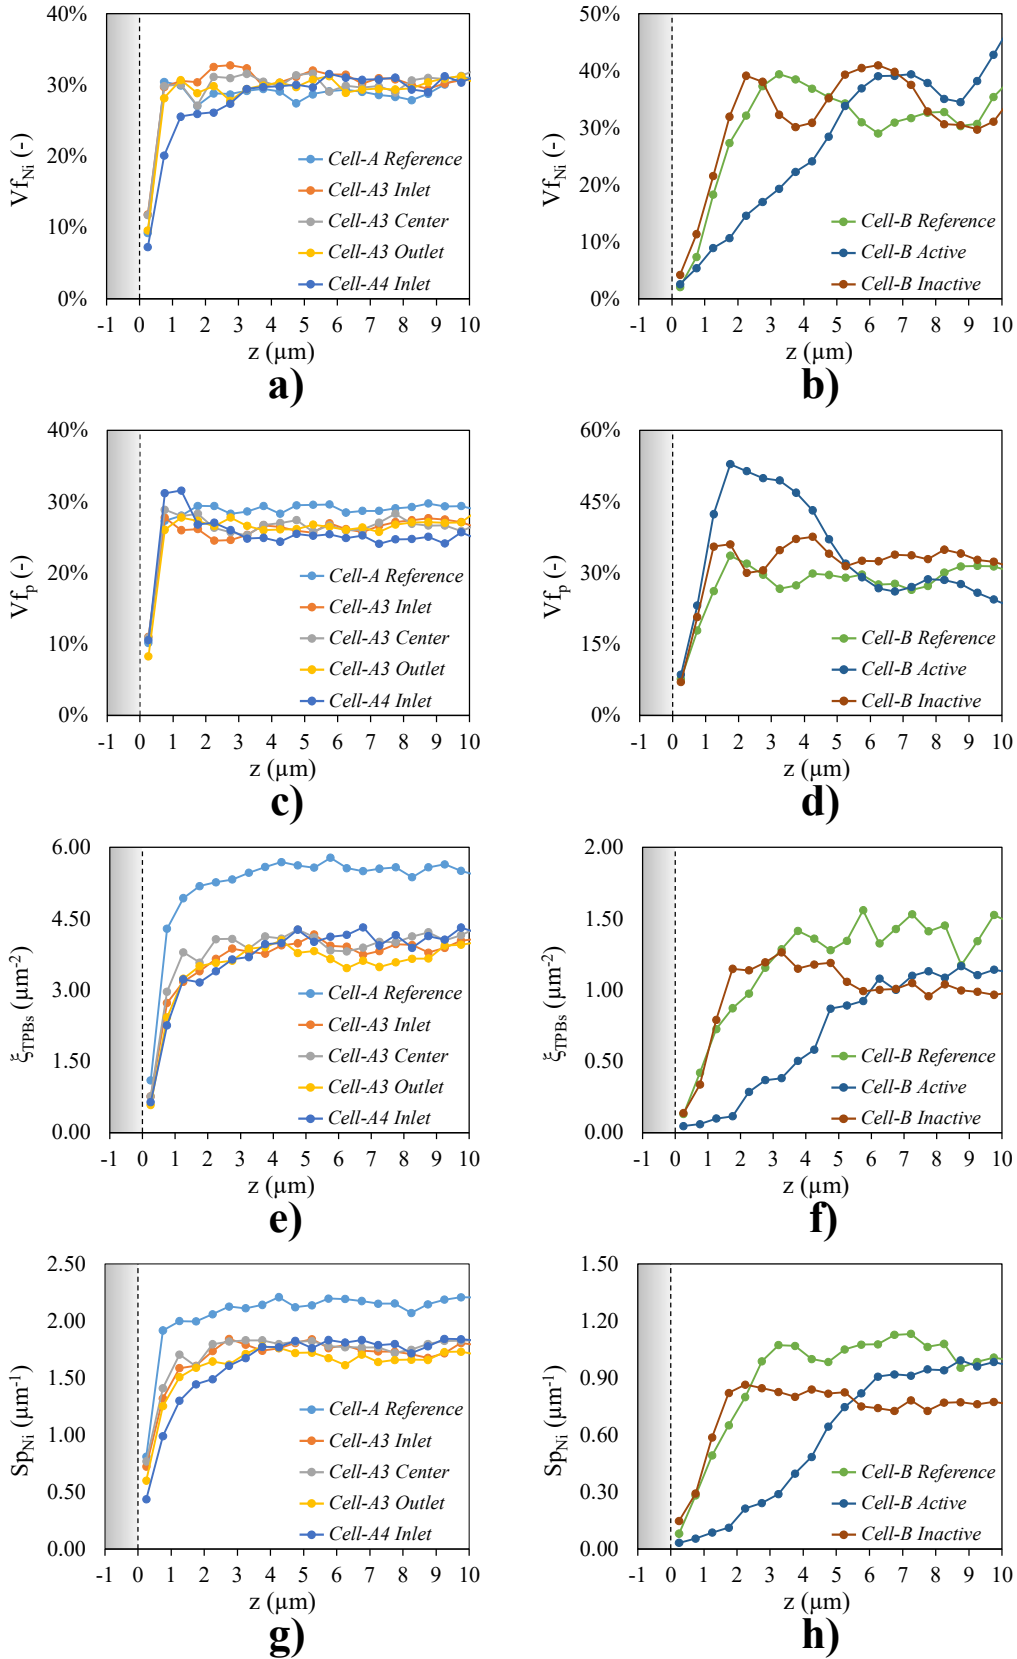 40%
30%
20%
10%
0%
Vf_Ni (-)
Cell-A Reference
Cell-A3 Inlet
Cell-A3 Center
Cell-A3 Outlet
Cell-A4 Inlet
-1 0 1 2 3 4 5 6 7 8 9 10
z (µm)
a)
50%
40%
30%
20%
10%
0%
Vf_Ni (-)
Cell-B Reference
Cell-B Active
Cell-B Inactive
-1 0 1 2 3 4 5 6 7 8 9 10
z (µm)
b)
40%
30%
20%
10%
0%
Vf_p (-)
Cell-A Reference
Cell-A3 Inlet
Cell-A3 Center
Cell-A3 Outlet
Cell-A4 Inlet
-1 0 1 2 3 4 5 6 7 8 9 10
z (µm)
c)
60%
45%
30%
15%
0%
Vf_p (-)
Cell-B Reference
Cell-B Active
Cell-B Inactive
-1 0 1 2 3 4 5 6 7 8 9 10
z (µm)
d)
6.00
4.50
3.00
1.50
0.00
ξ_TPBs (µm⁻²)
Cell-A Reference
Cell-A3 Inlet
Cell-A3 Center
Cell-A3 Outlet
Cell-A4 Inlet
-1 0 1 2 3 4 5 6 7 8 9 10
z (µm)
e)
2.00
1.50
1.00
0.50
0.00
ξ_TPBs (µm⁻²)
Cell-B Reference
Cell-B Active
Cell-B Inactive
-1 0 1 2 3 4 5 6 7 8 9 10
z (µm)
f)
2.50
2.00
1.50
1.00
0.50
0.00
Sp_Ni (µm⁻¹)
Cell-A Reference
Cell-A3 Inlet
Cell-A3 Center
Cell-A3 Outlet
Cell-A4 Inlet
-1 0 1 2 3 4 5 6 7 8 9 10
z (µm)
g)
1.50
1.20
0.90
0.60
0.30
0.00
Sp_Ni (µm⁻¹)
Cell-B Reference
Cell-B Active
Cell-B Inactive
-1 0 1 2 3 4 5 6 7 8 9 10
z (µm)
h)